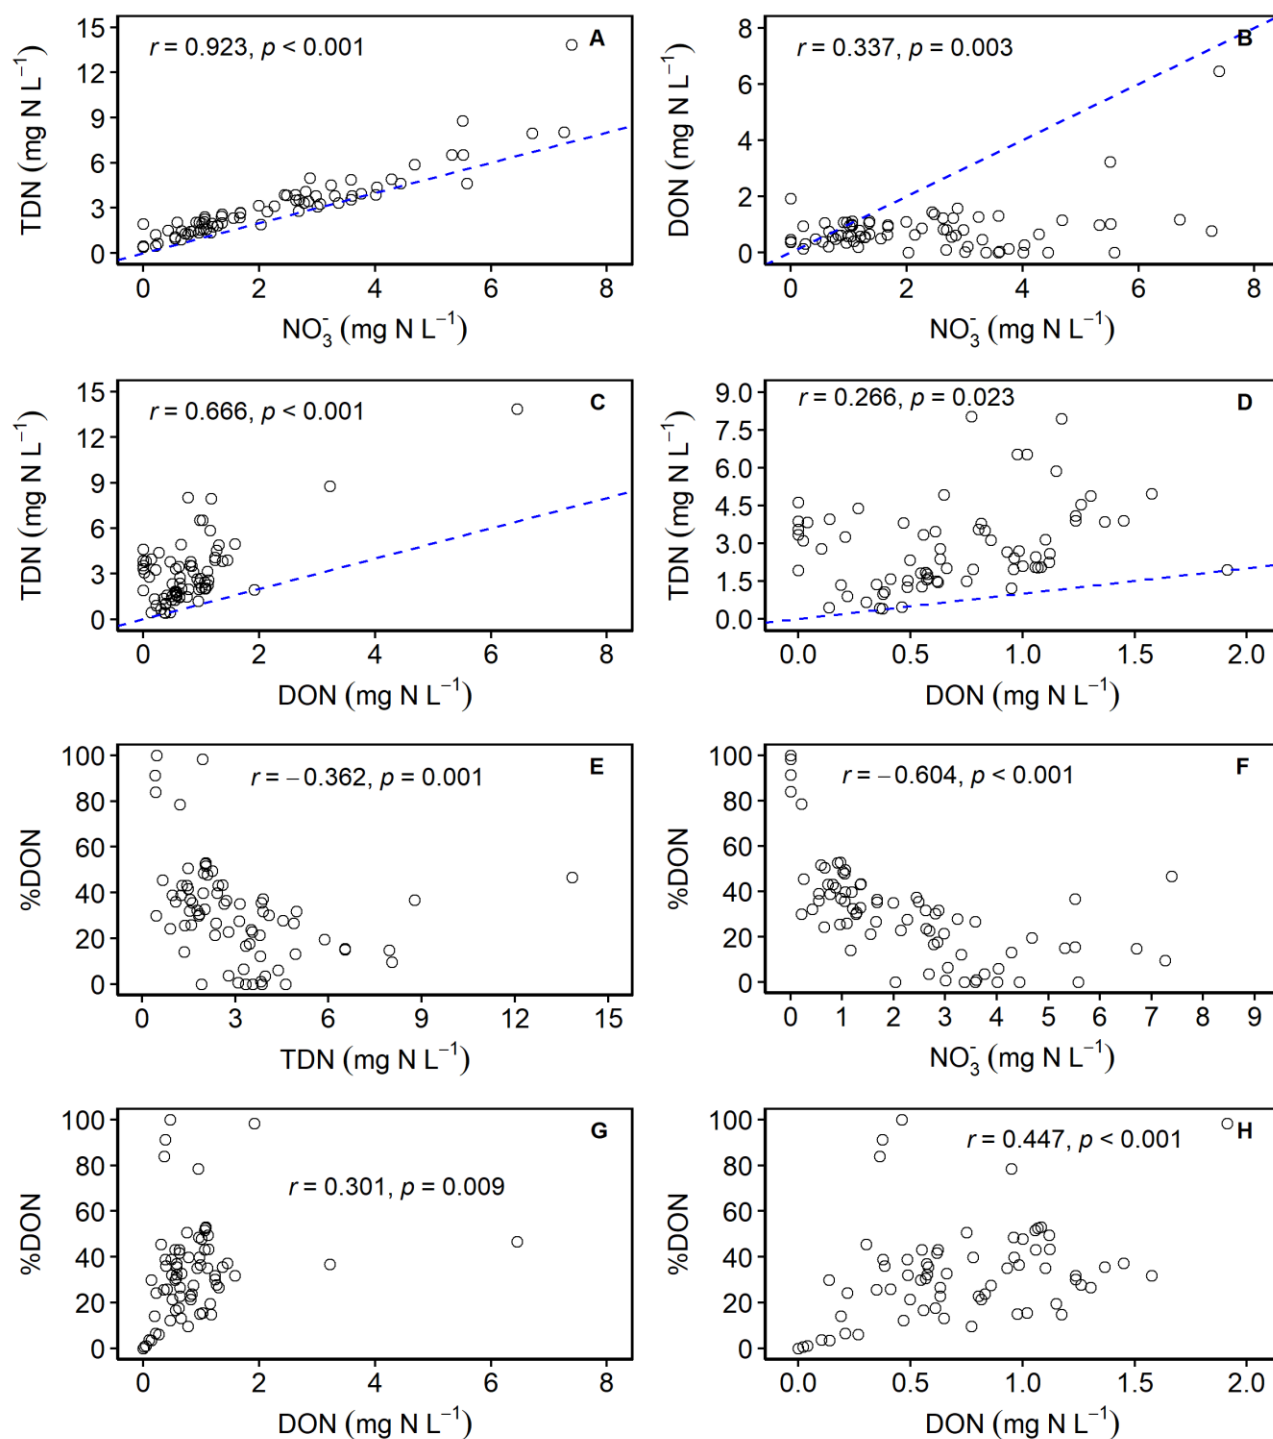 r = 0.923, p < 0.001
A
TDN (mg N L⁻¹)
15
12
9
6
3
0
0 2 4 6 8
NO₃⁻ (mg N L⁻¹)
r = 0.337, p = 0.003
B
DON (mg N L⁻¹)
8
6
4
2
0
0 2 4 6 8
NO₃⁻ (mg N L⁻¹)
r = 0.666, p < 0.001
C
TDN (mg N L⁻¹)
15
12
9
6
3
0
0 2 4 6 8
DON (mg N L⁻¹)
r = 0.266, p = 0.023
D
TDN (mg N L⁻¹)
9.0
7.5
6.0
4.5
3.0
1.5
0.0
0.0 0.5 1.0 1.5 2.0
DON (mg N L⁻¹)
r = −0.362, p = 0.001
E
%DON
100
80
60
40
20
0
0 3 6 9 12 15
TDN (mg N L⁻¹)
r = −0.604, p < 0.001
F
%DON
100
80
60
40
20
0
0 1 2 3 4 5 6 7 8 9
NO₃⁻ (mg N L⁻¹)
r = 0.301, p = 0.009
G
%DON
100
80
60
40
20
0
0 2 4 6 8
DON (mg N L⁻¹)
r = 0.447, p < 0.001
H
%DON
100
80
60
40
20
0
0.0 0.5 1.0 1.5 2.0
DON (mg N L⁻¹)